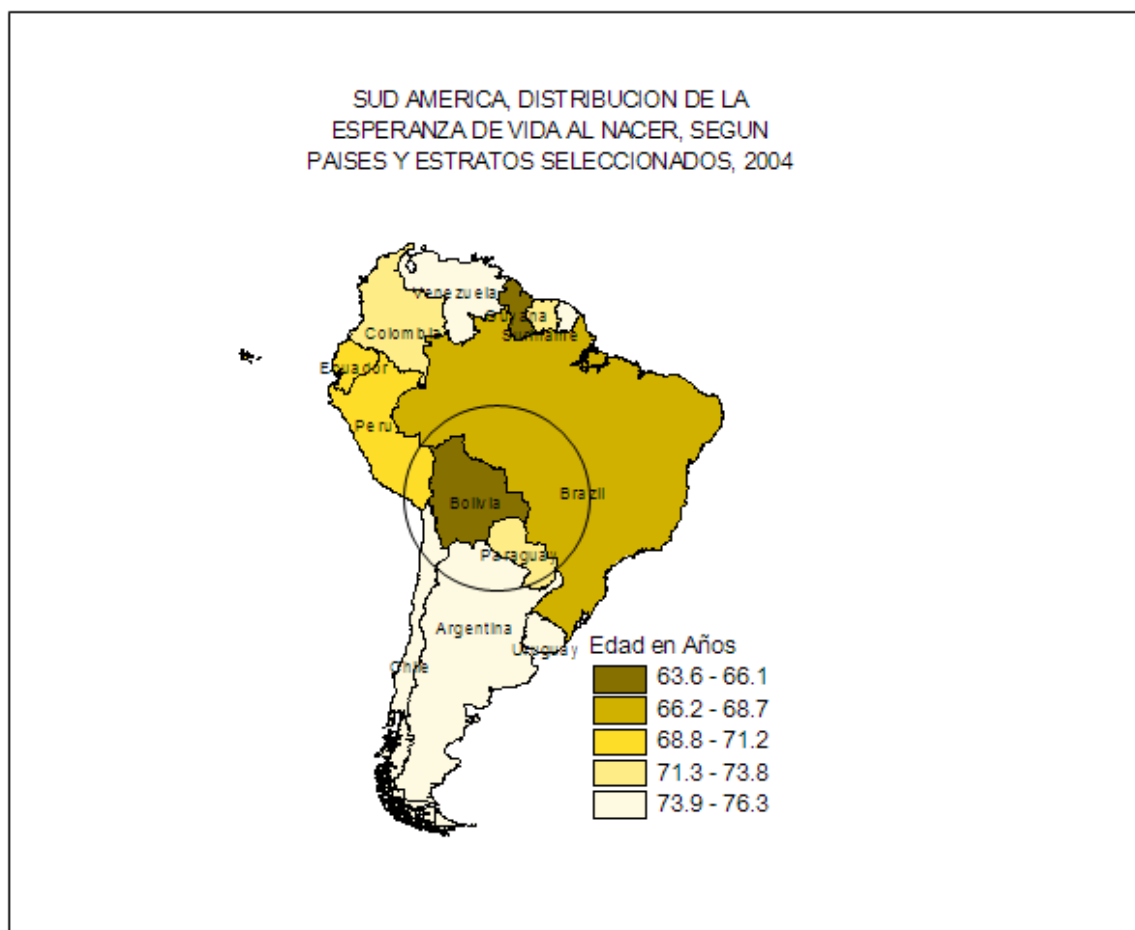 SUD AMERICA, DISTRIBUCION DE LA
ESPERANZA DE VIDA AL NACER, SEGUN
PAISES Y ESTRATOS SELECCIONADOS, 2004
Venezuela
Guyana
Suriname
Colombia
Ecuador
Peru
Brazil
Bolivia
Paraguay
Argentina
Uruguay
Chile
Edad en Años
63.6 - 66.1
66.2 - 68.7
68.8 - 71.2
71.3 - 73.8
73.9 - 76.3